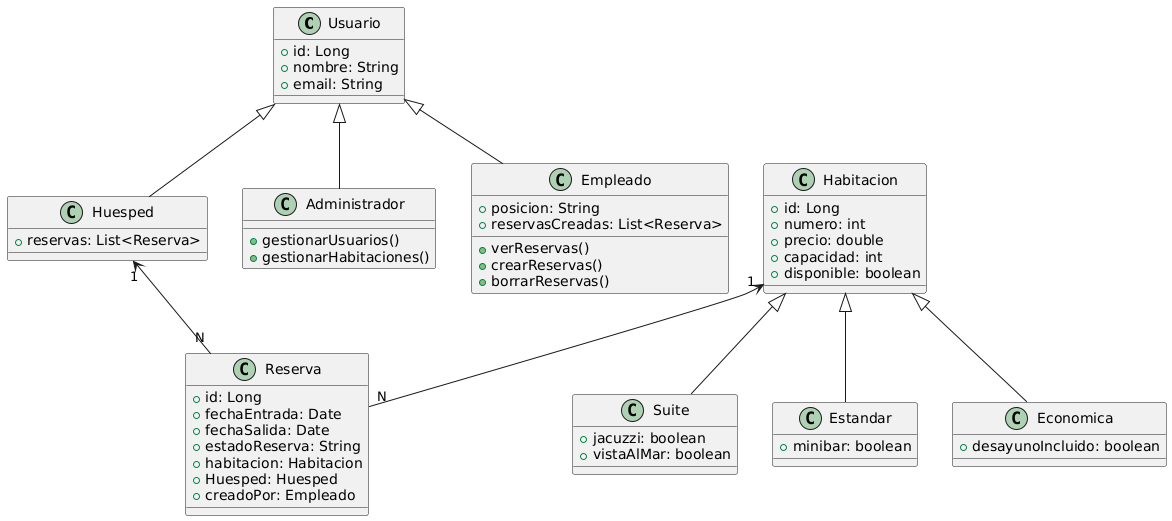 C Usuario
id: Long
nombre: String
email: String
C Huesped
reservas: List<Reserva>
C Administrador
gestionarUsuarios()
gestionarHabitaciones()
C Empleado
posicion: String
reservasCreadas: List<Reserva>
verReservas()
crearReservas()
borrarReservas()
C Habitacion
id: Long
numero: int
precio: double
capacidad: int
disponible: boolean
1
N
1
N
C Reserva
id: Long
fechaEntrada: Date
fechaSalida: Date
estadoReserva: String
habitacion: Habitacion
Huesped: Huesped
creadoPor: Empleado
C Suite
jacuzzi: boolean
vistaAlMar: boolean
C Estandar
minibar: boolean
C Economica
desayunoIncluido: boolean